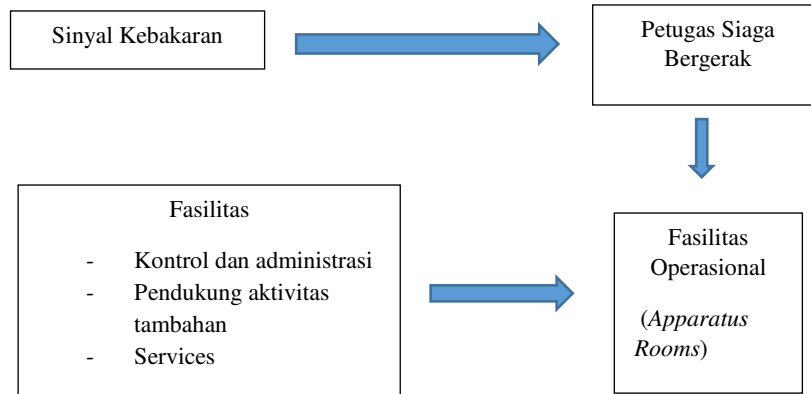 Sinyal Kebakaran
Petugas Siaga
Bergerak
Fasilitas
- Kontrol dan administrasi
- Pendukung aktivitas
tambahan
- Services
Fasilitas
Operasional
(Apparatus
Rooms)